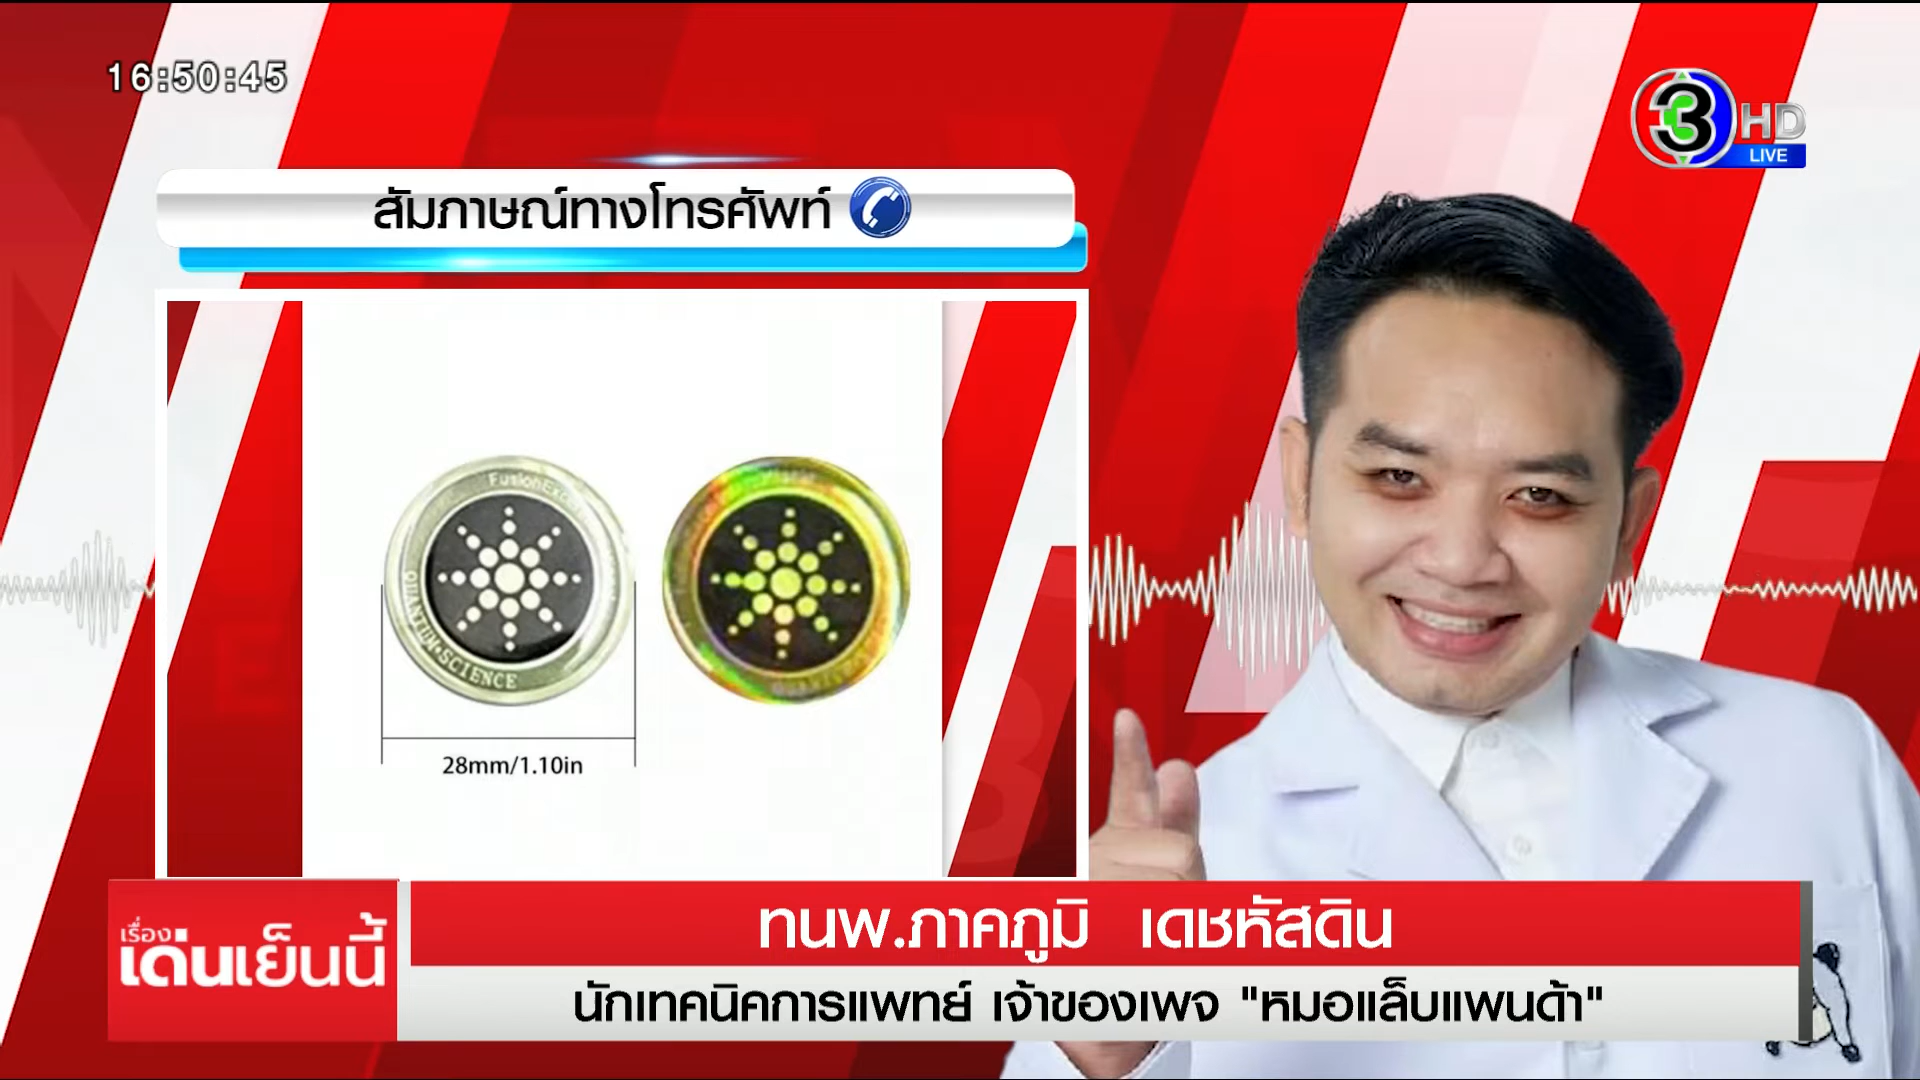 16:50:45
3 HD
LIVE
สัมภาษณ์ทางโทรศัพท์
QUANTUM•SCIENCE
28mm/1.10in
เรื่อง
เด่นเย็นนี้
ทนพ.ภาคภูมิ เดชหัสดิน
นักเทคนิคการแพทย์ เจ้าของเพจ "หมอแล็บแพนด้า"